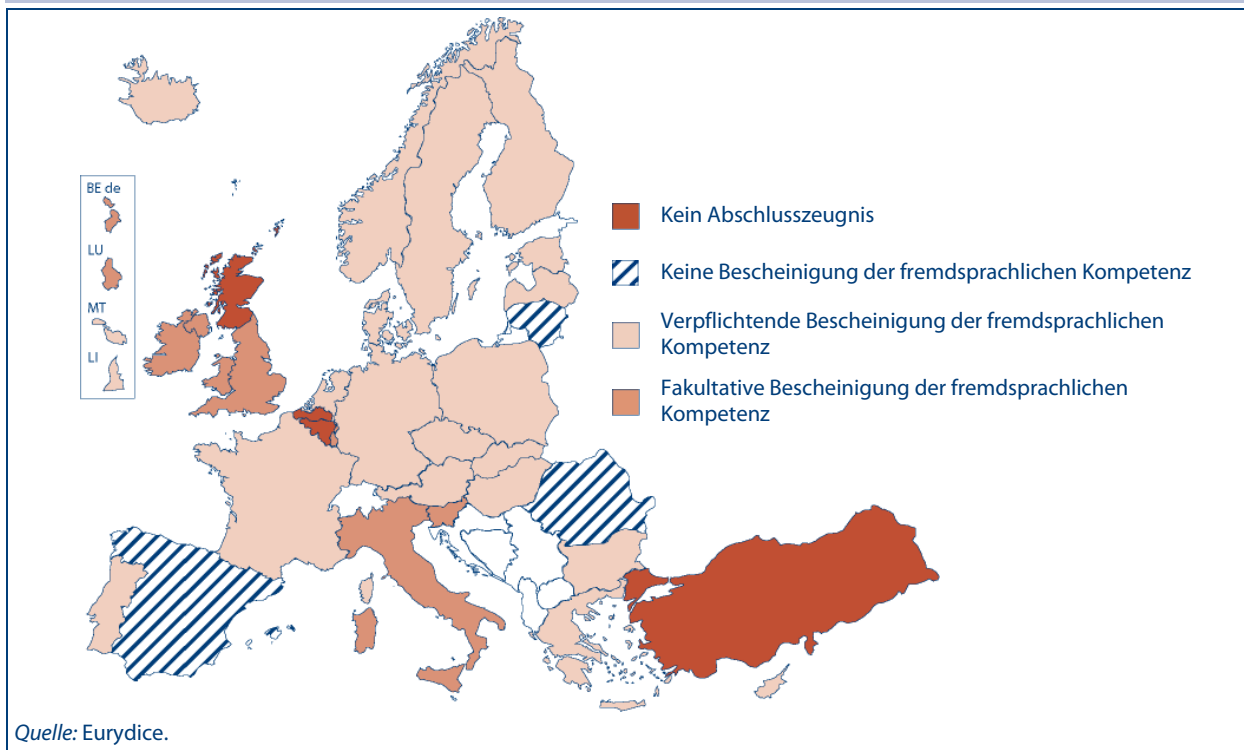 BE de
LU
MT
LI
Kein Abschlusszeugnis
Keine Bescheinigung der fremdsprachlichen Kompetenz
Verpflichtende Bescheinigung der fremdsprachlichen
Kompetenz
Fakultative Bescheinigung der fremdsprachlichen
Kompetenz
Quelle: Eurydice.